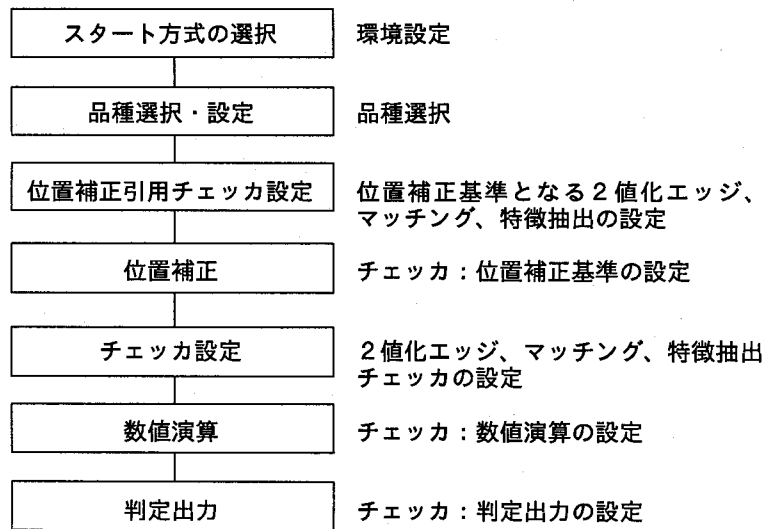 スタート方式の選択 環境設定
品種選択・設定 品種選択
位置補正引用チェッカ設定 位置補正基準となる２値化エッジ、
マッチング、特徴抽出の設定
位置補正 チェッカ：位置補正基準の設定
チェッカ設定 ２値化エッジ、マッチング、特徴抽出
チェッカの設定
数値演算 チェッカ：数値演算の設定
判定出力 チェッカ：判定出力の設定